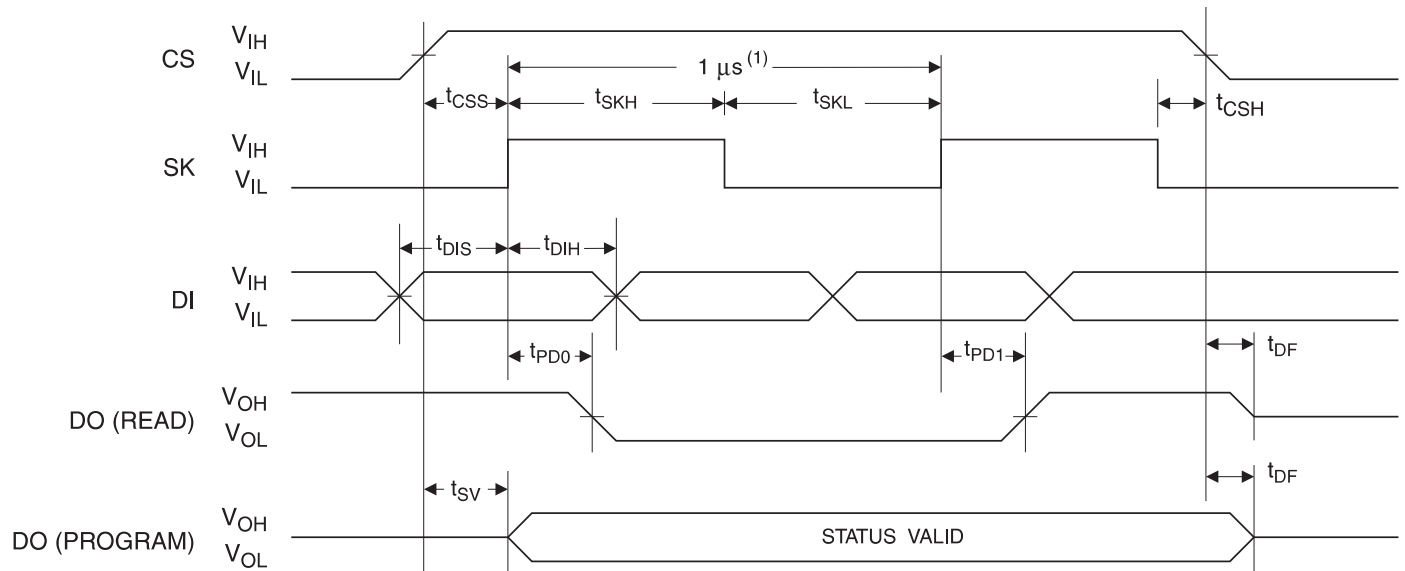 CS
V_IH
V_IL
1 μs (1)
t_CSS
t_SKH
t_SKL
t_CSH
SK
V_IH
V_IL
t_DIS
t_DIH
DI
V_IH
V_IL
t_PD0
t_PD1
t_DF
DO (READ)
V_OH
V_OL
t_SV
t_DF
DO (PROGRAM)
V_OH
V_OL
STATUS VALID